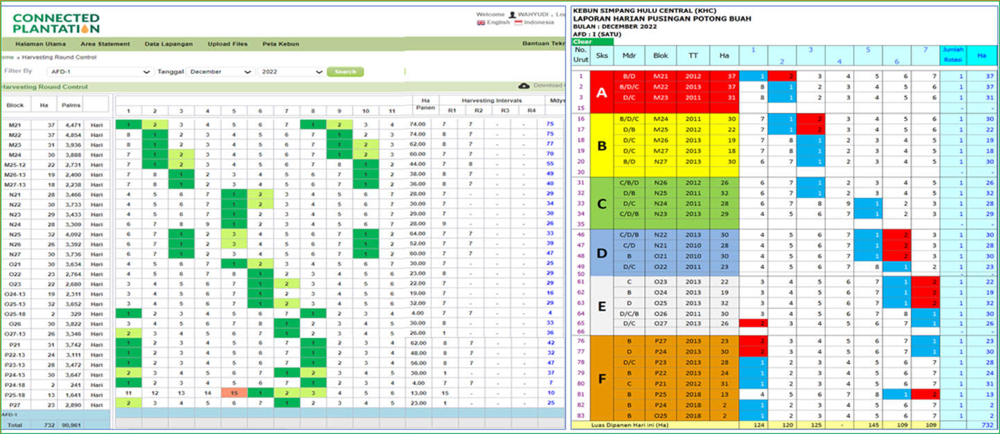 CONNECTED
PLANTATION
Welcome WAHYUDI . Lo
English Indonesia
Halaman Utama Area Statement Data Lapangan Upload Files Peta Kebun Bantuan Tekn
ome Harvesting Round Control
Filter By AFD-1 Tanggal December 2022 Search
Harvesting Round Control Download
Block Ha Palms 1 2 3 4 5 6 7 8 9 10 11 Ha Panen Harvesting Intervals Mdys
R1 R2 R3 R4
M21 37 4,471 Hari 1 2 3 4 5 6 7 1 2 3 4 74.00 7 7 - - 75
M22 37 4,854 Hari 8 1 2 3 4 5 6 7 1 2 3 74.00 8 7 - - 75
M23 31 3,936 Hari 8 1 2 3 4 5 6 7 1 2 3 62.00 8 7 - - 77
M24 30 3,888 Hari 7 1 2 3 4 5 6 7 1 2 3 60.00 7 7 - - 70
M25-12 22 2,731 Hari 7 1 2 3 4 5 6 7 8 1 2 44.00 7 8 - - 55
M26-13 19 2,400 Hari 7 8 1 2 3 4 5 6 7 1 2 38.00 8 7 - - 49
M27-13 18 2,238 Hari 7 8 1 2 3 4 5 6 7 1 2 36.00 8 7 - - 40
N21 28 3,466 Hari 4 5 6 7 1 2 3 4 5 6 7 28.00 7 - - - 29
N22 30 3,733 Hari 4 5 6 7 1 2 3 4 5 6 7 30.00 7 - - - 34
N23 29 3,433 Hari 4 5 6 7 1 2 3 4 5 6 7 29.00 7 - - - 30
N24 28 3,309 Hari 6 7 8 9 1 2 3 4 5 6 7 28.00 9 - - - 26
N25 32 4,092 Hari 6 7 1 2 3 4 5 6 7 1 2 64.00 7 7 - - 33
N26 26 3,392 Hari 6 7 1 2 3 4 5 6 7 1 2 52.00 7 7 - - 39
N27 30 3,736 Hari 6 7 1 2 3 4 5 6 7 1 2 60.00 7 7 - - 47
O21 30 3,634 Hari 4 5 6 7 1 2 3 4 5 6 7 30.00 7 - - - 25
O22 23 2,764 Hari 4 5 6 7 8 1 2 3 4 5 6 23.00 8 - - - 29
O23 22 2,680 Hari 3 4 5 6 7 1 2 3 4 5 6 22.00 7 - - - 29
O24-13 19 2,311 Hari 3 4 5 6 7 1 2 3 4 5 6 19.00 7 - - - 16
O25-13 32 3,652 Hari 3 4 5 6 7 1 2 3 4 5 6 32.00 7 - - - 29
O25-18 2 329 Hari 1 2 3 4 5 6 7 1 2 3 4 4.00 7 7 - - 4
O26 30 3,822 Hari 3 4 5 6 7 8 1 2 3 4 5 30.00 8 - - - 33
O27-13 26 3,346 Hari 2 3 4 5 6 7 1 2 3 4 5 26.00 1 - - - 36
P21 31 3,742 Hari 1 2 3 4 5 6 7 1 2 3 4 62.00 8 7 - - 42
P22-13 24 3,111 Hari 1 2 3 4 5 6 7 1 2 3 4 48.00 8 7 - - 32
P23-13 28 3,472 Hari 1 2 3 4 5 6 7 1 2 3 4 56.00 8 7 - - 47
P24-13 30 3,647 Hari 2 3 4 5 6 7 1 2 3 4 5 30.00 1 - - - 37
P24-18 2 241 Hari 1 2 3 4 5 6 7 1 2 3 4 4.00 7 7 - - 7
P25-18 13 1,641 Hari 11 12 13 14 15 1 2 3 4 5 6 13.00 15 - - - 10
P27 23 2,890 Hari 2 3 4 5 6 7 1 2 3 4 5 23.00 1 - - - 25
AFD-1
Total 732 90,961
KEBUN SIMPANG HULU CENTRAL (KHC)
LAPORAN HARIAN PUSINGAN POTONG BUAH
BULAN : DECEMBER 2022
AFD : I (SATU)
Clear
No. Urut Sks Mdr Blok TT Ha 1 2 3 4 5 6 7 Jumlah Rotasi Ha
1 B/D M21 2012 37 1 2 3 4 5 6 7 1 37
2 A B/D/C M22 2013 37 8 1 2 3 4 5 6 1 37
3 D/C M23 2011 31 8 1 2 3 4 5 6 1 31
15 - -
16 B/D/C M24 2011 30 7 1 2 3 4 5 6 1 30
17 D/B M25 2012 22 7 1 2 3 4 5 6 1 22
18 B D/C M26 2013 19 7 8 1 2 3 4 5 1 19
19 D/C M27 2013 18 7 8 1 2 3 4 5 1 18
20 B/D N27 2013 30 6 7 1 2 3 4 5 1 30
30 - -
31 C/B/D N26 2012 26 6 7 1 2 3 4 5 1 26
32 D/B N25 2011 32 6 7 1 2 3 4 5 1 32
33 C D/C N24 2011 28 6 7 8 9 1 2 3 1 28
34 C/D/B N23 2013 29 4 5 6 7 1 2 3 1 29
35 - -
46 C/D/B N22 2013 30 4 5 6 7 1 2 3 1 30
47 C/D N21 2010 28 4 5 6 7 1 2 3 1 28
48 D B O21 2010 30 4 5 6 7 1 2 3 1 30
49 D/C O22 2011 23 4 5 6 7 8 1 2 1 23
50 - -
61 C O23 2013 22 3 4 5 6 7 1 2 1 22
62 B O24 2013 19 3 4 5 6 7 1 2 1 19
63 E D O25 2013 32 3 4 5 6 7 1 2 1 32
64 D/C/B O26 2011 30 3 4 5 6 7 8 1 1 30
65 D/C O27 2013 26 2 3 4 5 6 7 1 1 26
66 - -
76 B P27 2013 23 2 3 4 5 6 7 1 1 23
77 D P24 2013 30 2 3 4 5 6 7 1 1 30
78 D/C P23 2013 28 1 2 3 4 5 6 7 1 28
79 B P22 2013 24 1 2 3 4 5 6 7 1 24
80 F C P21 2012 31 1 2 3 4 5 6 7 1 31
81 B P25 2018 13 4 5 6 7 8 1 2 1 13
82 B P24 2018 2 1 2 3 4 5 6 7 1 2
83 B O25 2018 2 1 2 3 4 5 6 7 1 2
Luas Dipanen Hari ini (Ha) 124 120 125 - 145 109 109 732